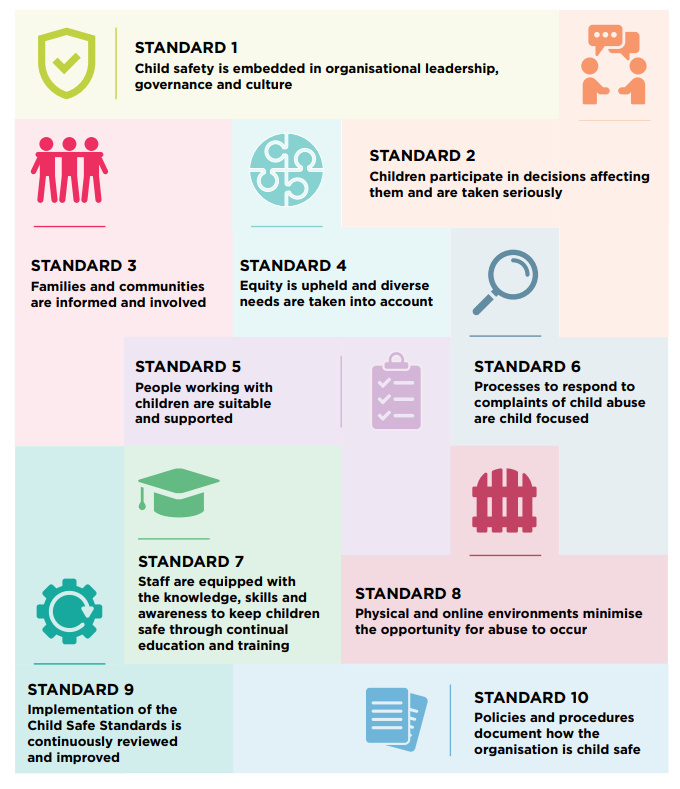 STANDARD 1
Child safety is embedded in organisational leadership,
governance and culture
STANDARD 2
Children participate in decisions affecting
them and are taken seriously
STANDARD 3
Families and communities
are informed and involved
STANDARD 4
Equity is upheld and diverse
needs are taken into account
STANDARD 5
People working with
children are suitable
and supported
STANDARD 6
Processes to respond to
complaints of child abuse
are child focused
STANDARD 7
Staff are equipped with
the knowledge, skills and
awareness to keep children
safe through continual
education and training
STANDARD 8
Physical and online environments minimise
the opportunity for abuse to occur
STANDARD 9
Implementation of the
Child Safe Standards is
continuously reviewed
and improved
STANDARD 10
Policies and procedures
document how the
organisation is child safe